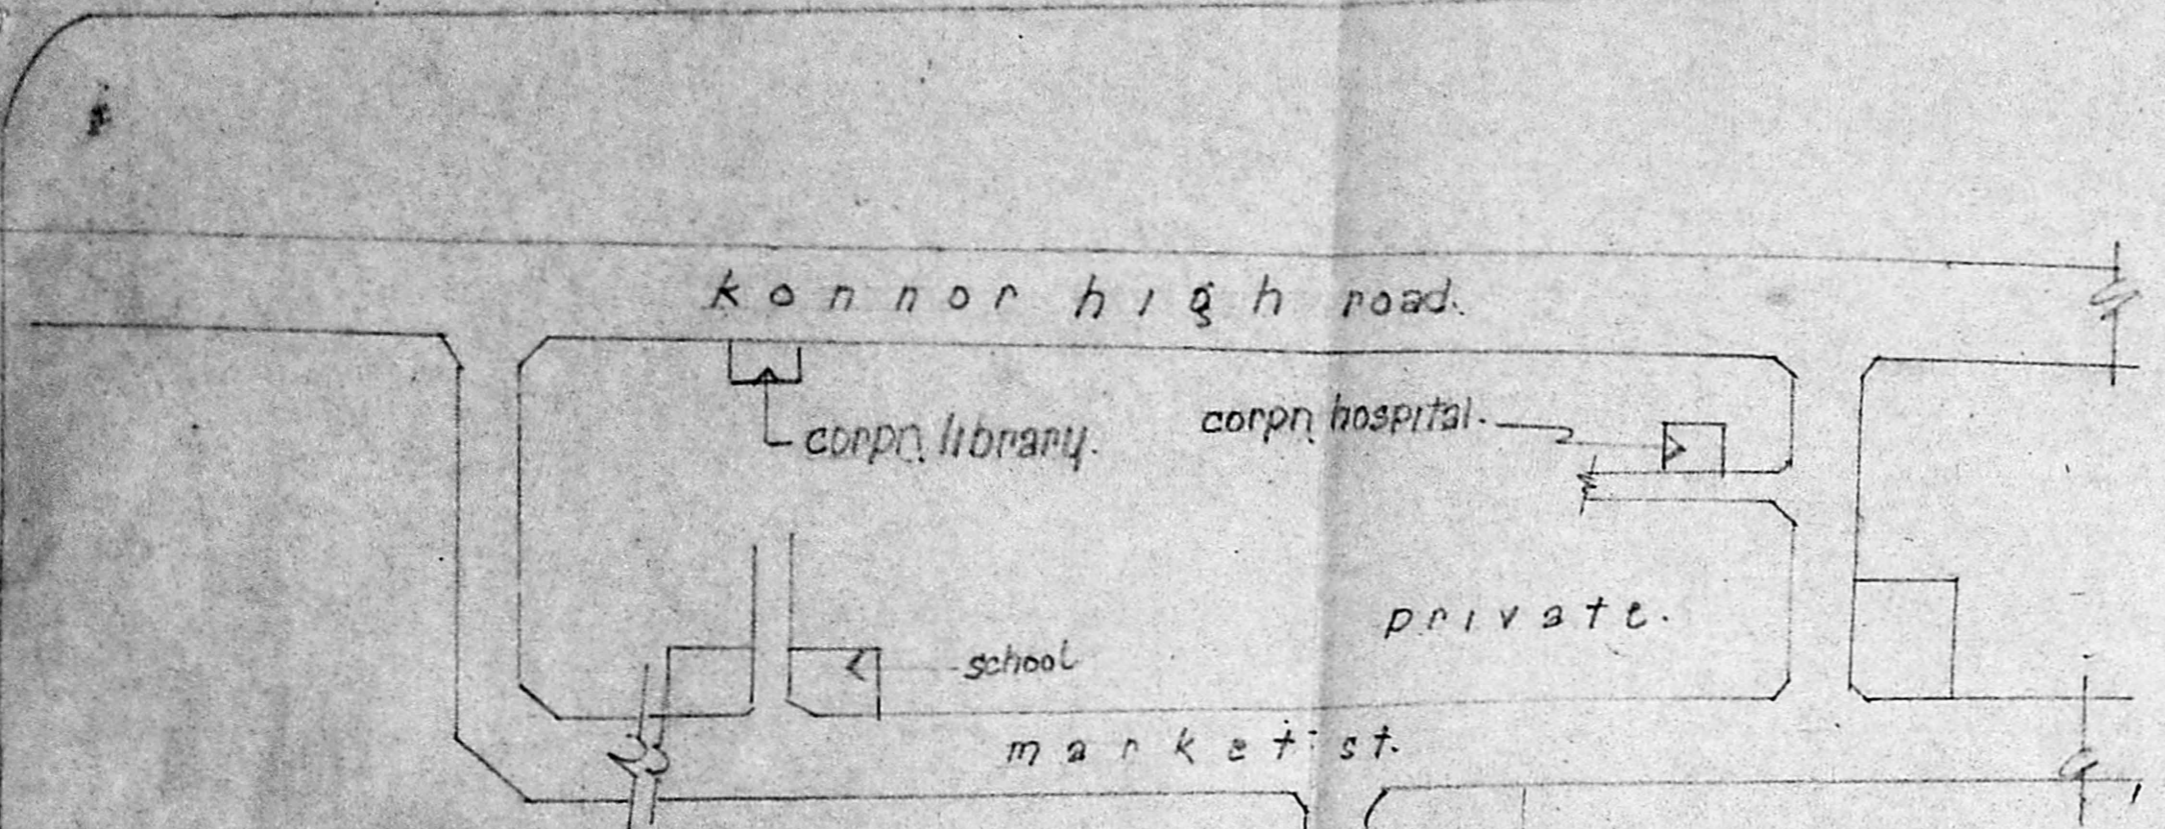 konnor high road.
corpn. library.
corpn. hospital.
private.
school
market st.